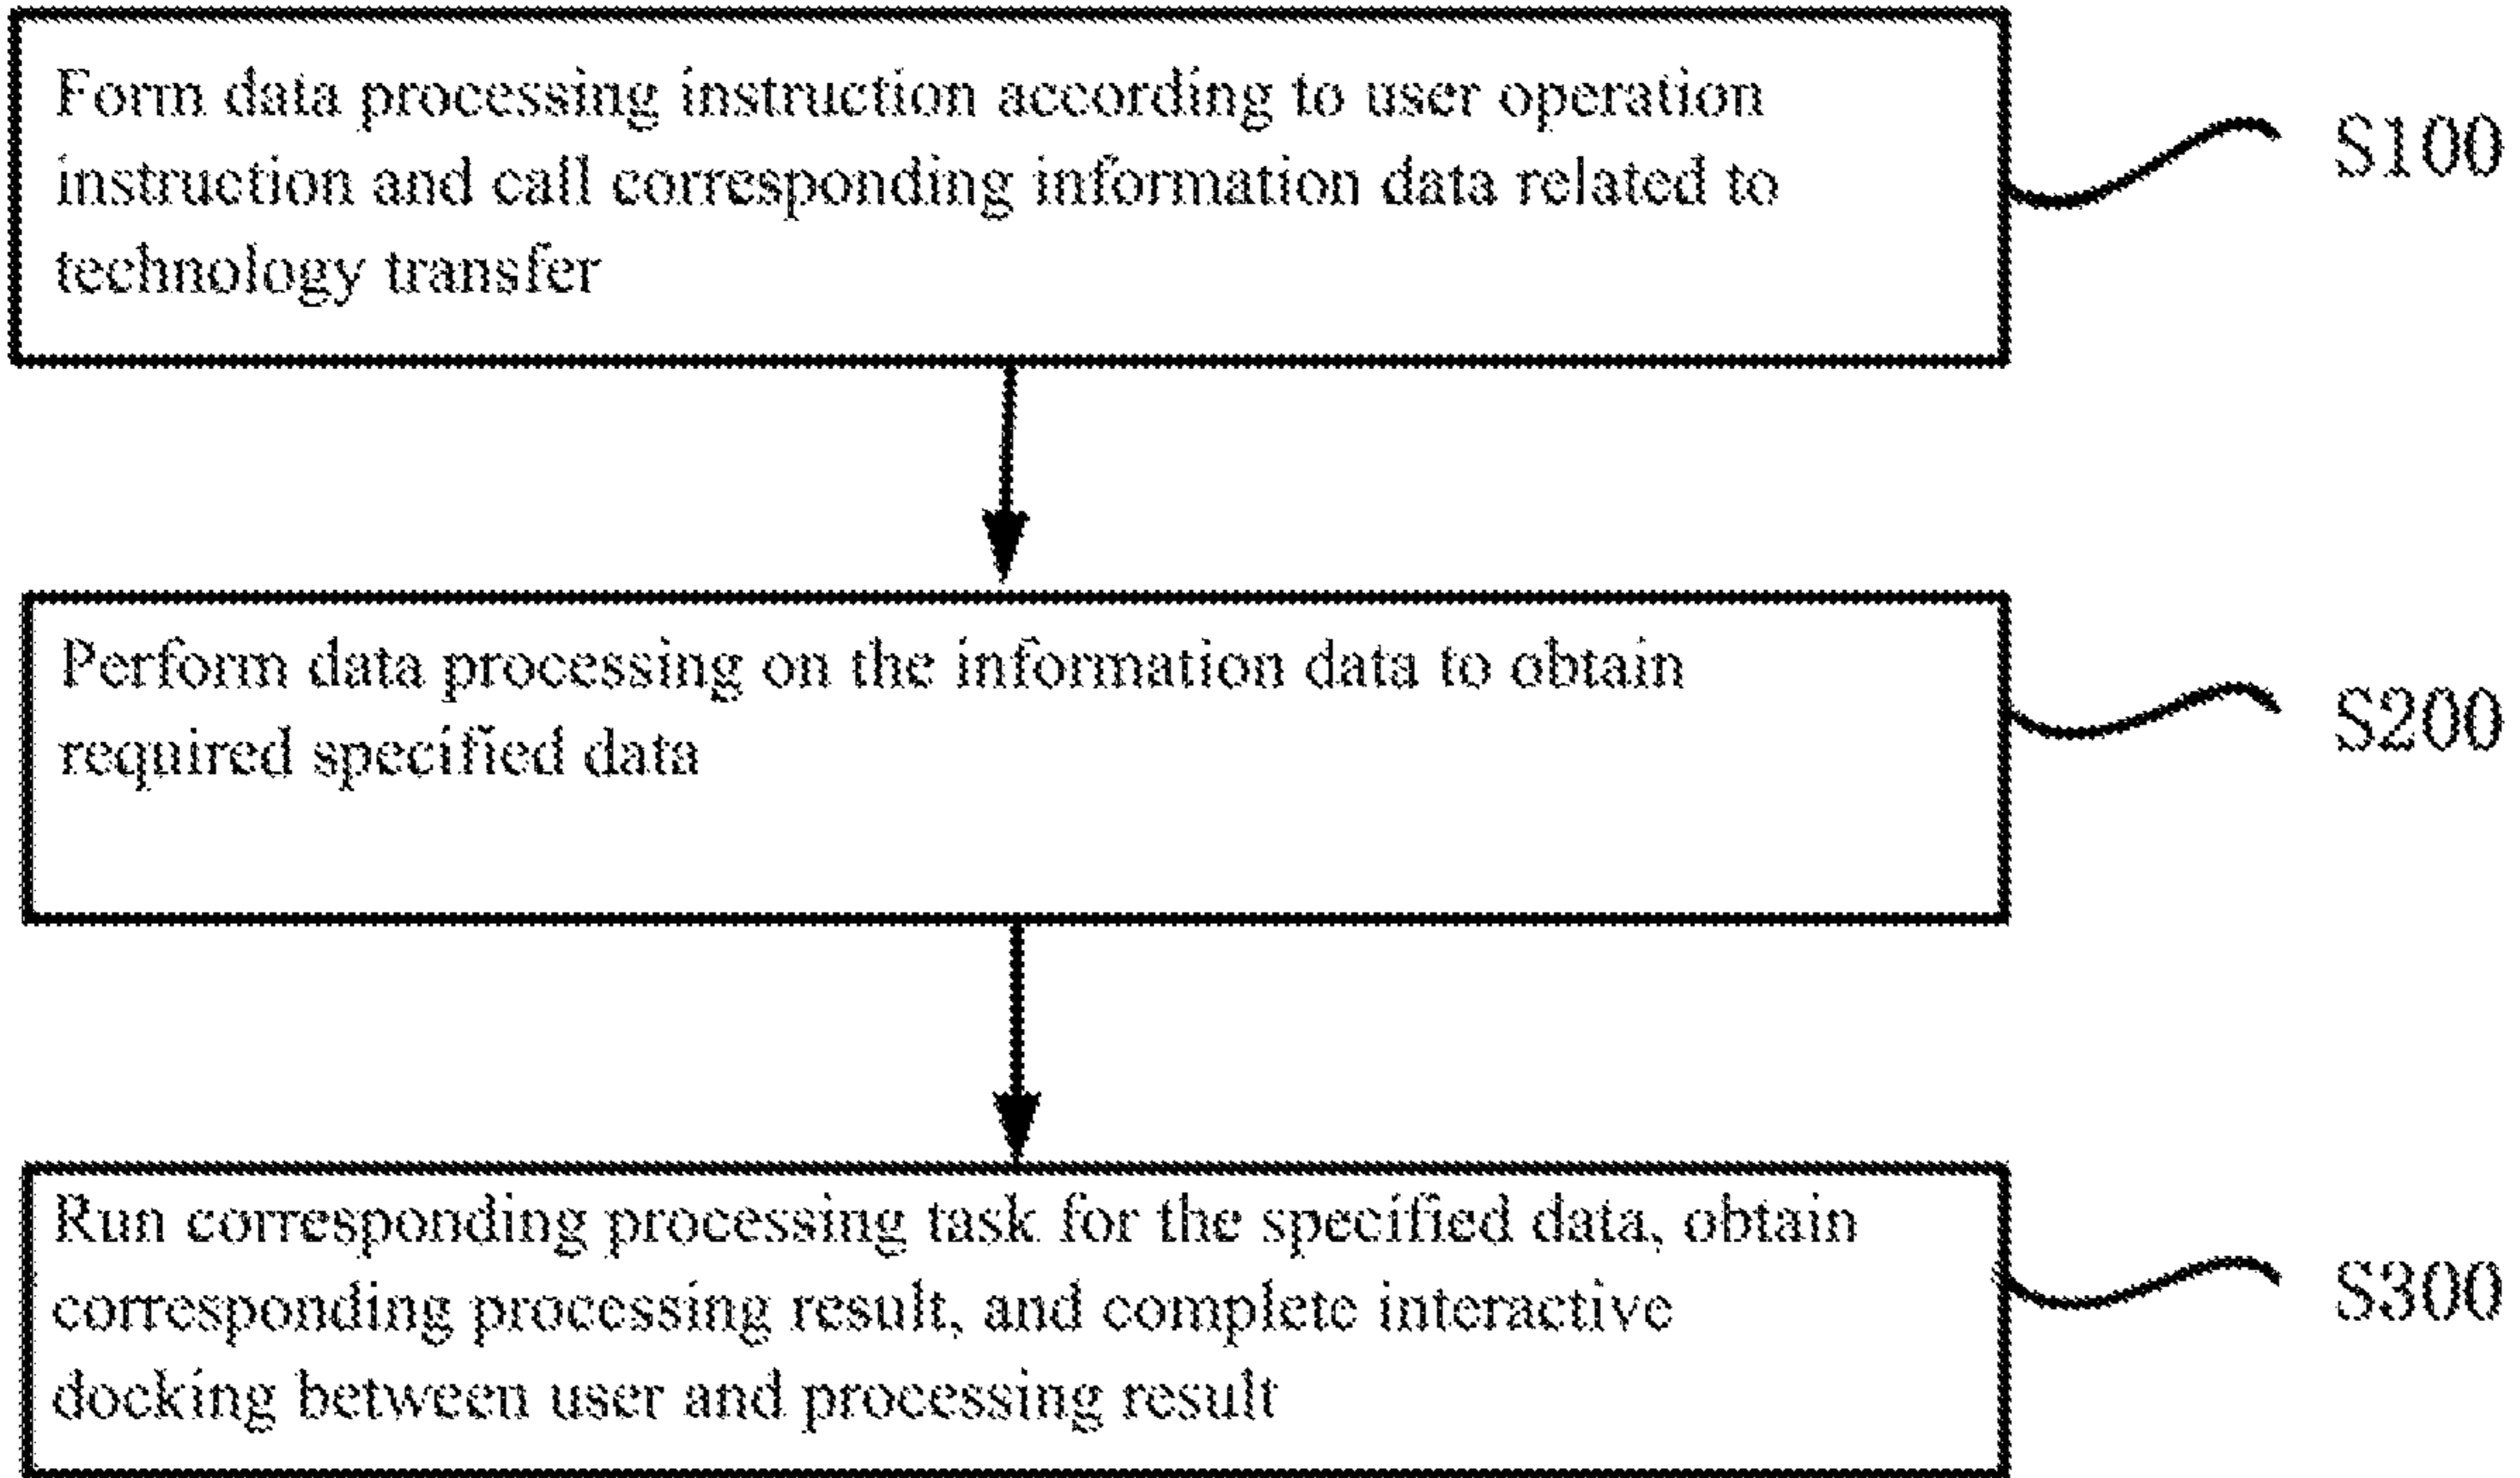 Form data processing instruction according to user operation
instruction and call corresponding information data related to
technology transfer
S100
Perform data processing on the information data to obtain
required specified data
S200
Run corresponding processing task for the specified data, obtain
corresponding processing result, and complete interactive
docking between user and processing result
S300